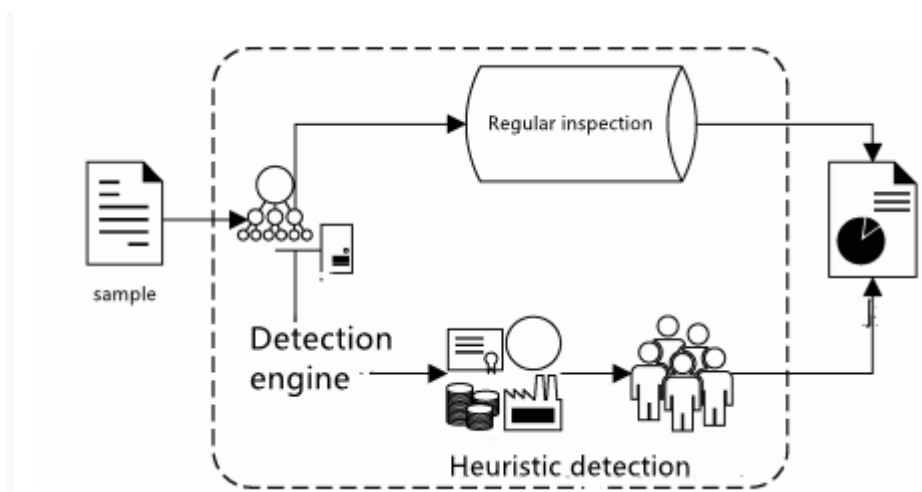 Regular inspection
sample
Detection
engine
Heuristic detection